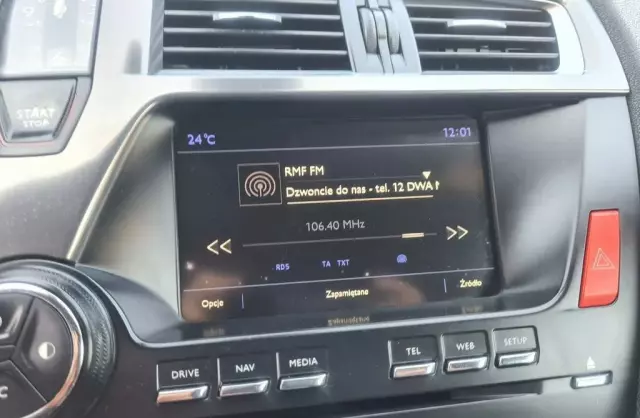 START
STOP
24°C
12:01
RMF FM
Dzwoncie do nas - tel. 12 DWA
106.40 MHz
<< >>
RDS TA TXT
Opcje Zapamiętane Źródło
DRIVE NAV MEDIA TEL WEB SETUP
C